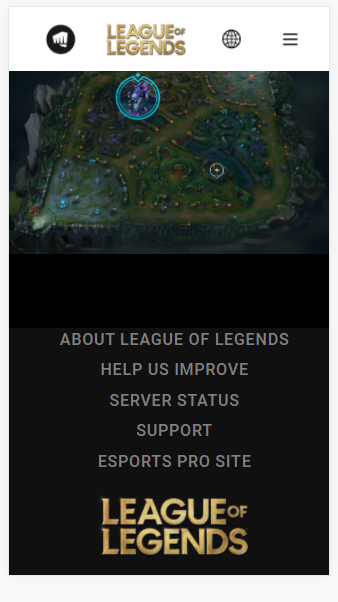 LEAGUE OF
LEGENDS
ABOUT LEAGUE OF LEGENDS
HELP US IMPROVE
SERVER STATUS
SUPPORT
ESPORTS PRO SITE
LEAGUE OF
LEGENDS